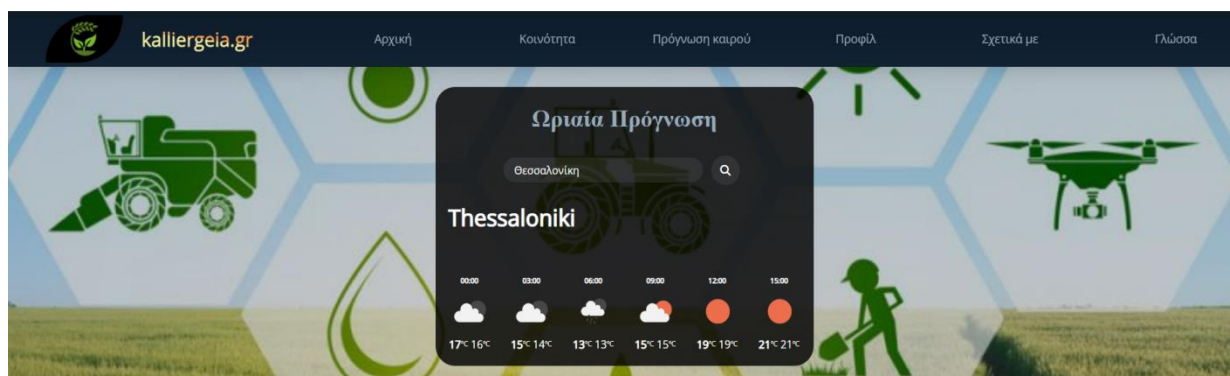 kalliergeia.gr
Αρχική
Κοινότητα
Πρόγνωση καιρού
Προφίλ
Σχετικά με
Γλώσσα
Ωριαία Πρόγνωση
Θεσσαλονίκη
Thessaloniki
00:00 03:00 06:00 09:00 12:00 15:00
17°C 16°C 15°C 14°C 13°C 13°C 15°C 15°C 19°C 19°C 21°C 21°C